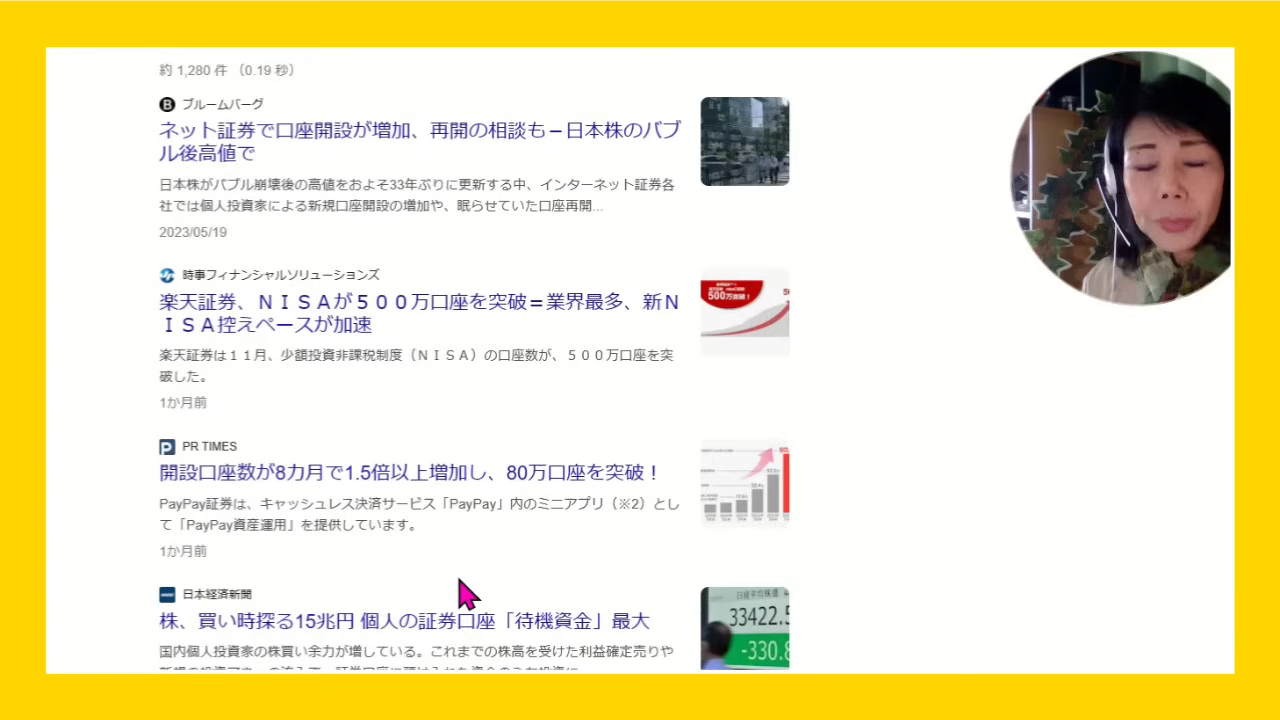 約 1,280 件 （0.19 秒）
B ブルームバーグ
ネット証券で口座開設が増加、再開の相談も－日本株のバブ
ル後高値で
日本株がバブル崩壊後の高値をおよそ33年ぶりに更新する中、インターネット証券各
社では個人投資家による新規口座開設の増加や、眠らせていた口座再開...
2023/05/19
時事フィナンシャルソリューションズ
楽天証券、ＮＩＳＡが５００万口座を突破＝業界最多、新Ｎ
ＩＳＡ控えペースが加速
500万突破！
楽天証券は１１月、少額投資非課税制度（ＮＩＳＡ）の口座数が、５００万口座を突
破した。
1か月前
PR TIMES
開設口座数が8カ月で1.5倍以上増加し、80万口座を突破！
PayPay証券は、キャッシュレス決済サービス「PayPay」内のミニアプリ（※2）とし
て「PayPay資産運用」を提供しています。
1か月前
日本経済新聞
株、買い時探る15兆円 個人の証券口座「待機資金」最大
日経平均株価
33422.5
-330.8
国内個人投資家の株買い余力が増している。これまでの株高を受けた利益確定売りや